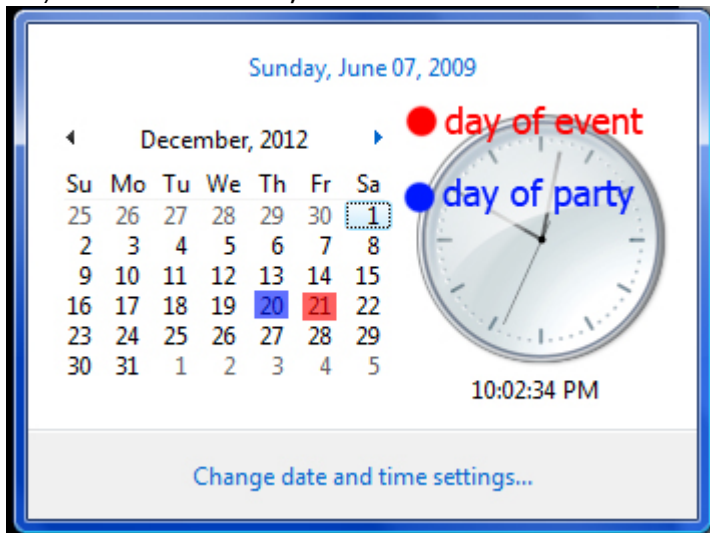 Sunday, June 07, 2009
December, 2012
day of event
day of party
Su Mo Tu We Th Fr Sa
25 26 27 28 29 30 1
2 3 4 5 6 7 8
9 10 11 12 13 14 15
16 17 18 19 20 21 22
23 24 25 26 27 28 29
30 31 1 2 3 4 5
10:02:34 PM
Change date and time settings...